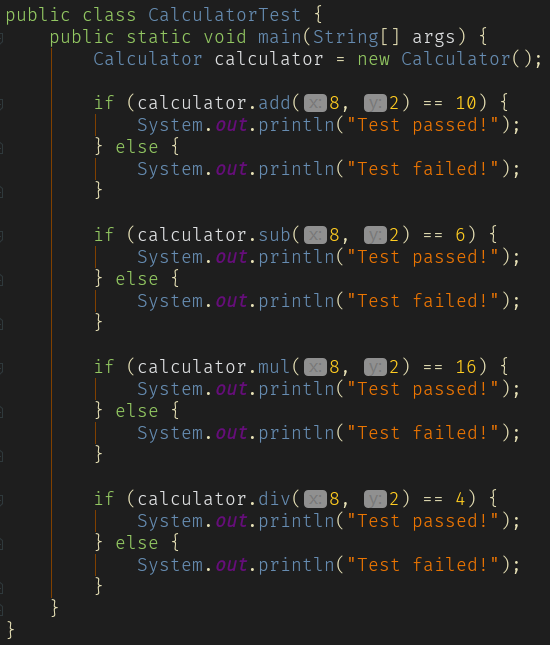 public class CalculatorTest {
    public static void main(String[] args) {
        Calculator calculator = new Calculator();

        if (calculator.add( x: 8,  y: 2) == 10) {
            System.out.println("Test passed!");
        } else {
            System.out.println("Test failed!");
        }

        if (calculator.sub( x: 8,  y: 2) == 6) {
            System.out.println("Test passed!");
        } else {
            System.out.println("Test failed!");
        }

        if (calculator.mul( x: 8,  y: 2) == 16) {
            System.out.println("Test passed!");
        } else {
            System.out.println("Test failed!");
        }

        if (calculator.div( x: 8,  y: 2) == 4) {
            System.out.println("Test passed!");
        } else {
            System.out.println("Test failed!");
        }
    }
}